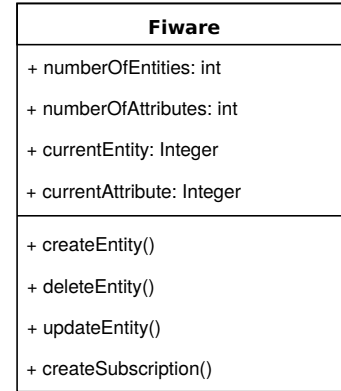 Fiware
+ numberOfEntities: int
+ numberOfAttributes: int
+ currentEntity: Integer
+ currentAttribute: Integer
+ createEntity()
+ deleteEntity()
+ updateEntity()
+ createSubscription()